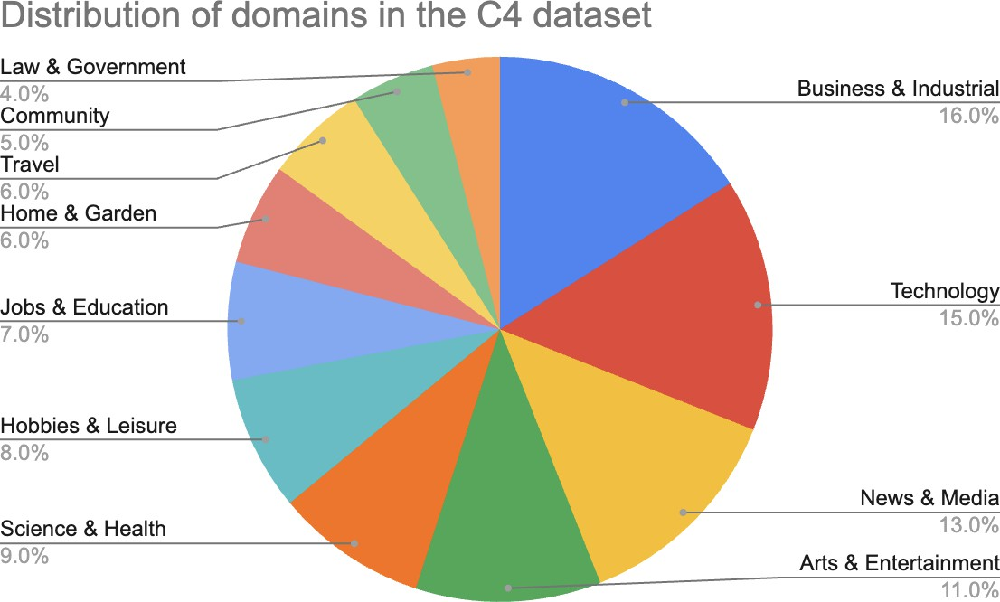 Distribution of domains in the C4 dataset
Law & Government
4.0%
Community
5.0%
Travel
6.0%
Home & Garden
6.0%
Jobs & Education
7.0%
Hobbies & Leisure
8.0%
Science & Health
9.0%
Business & Industrial
16.0%
Technology
15.0%
News & Media
13.0%
Arts & Entertainment
11.0%